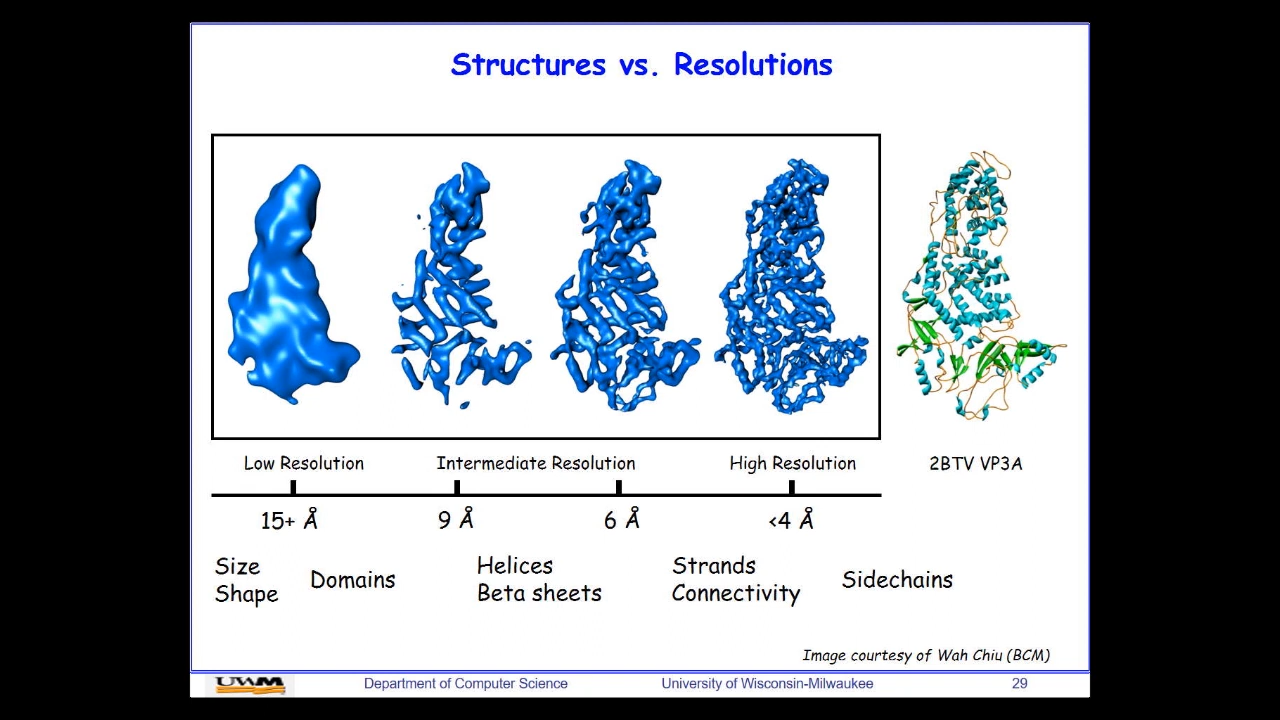 Structures vs. Resolutions
Low Resolution
Intermediate Resolution
High Resolution
2BTV VP3A
15+ Å
9 Å
6 Å
<4 Å
Size
Shape
Domains
Helices
Beta sheets
Strands
Connectivity
Sidechains
Image courtesy of Wah Chiu (BCM)
UWM
Department of Computer Science
University of Wisconsin-Milwaukee
29